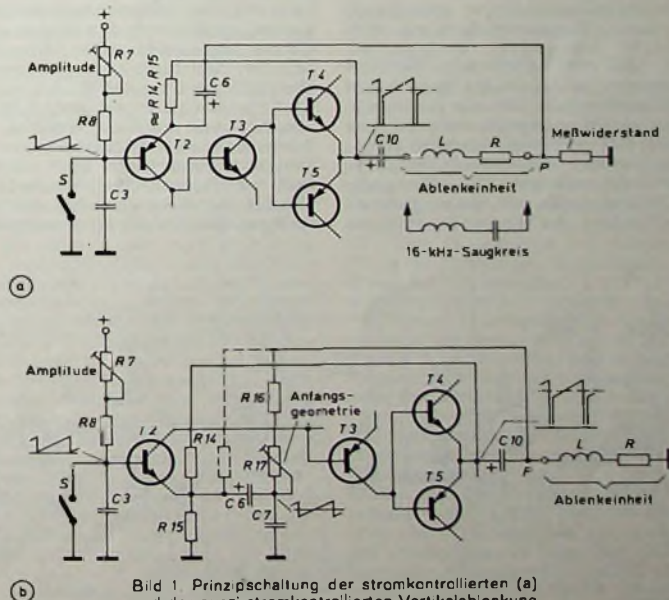 +
R7
Amplitude
R8
S
C3
≈ R14, R15
C6
+
T2
T3
T4
T5
C10
+
L
R
P
Meßwiderstand
Ablenkeinheit
16-kHz-Saugkreis
a
+
R7
Amplitude
R8
S
C3
T2
R14
R15
R16
Anfangs-
geometrie
R17
+
C6
C7
T3
T4
T5
C10
+
L
R
Ablenkeinheit
b
Bild 1. Prinzipschaltung der stromkontrollierten (a)
stromkontrollierten Vertikalablenkung